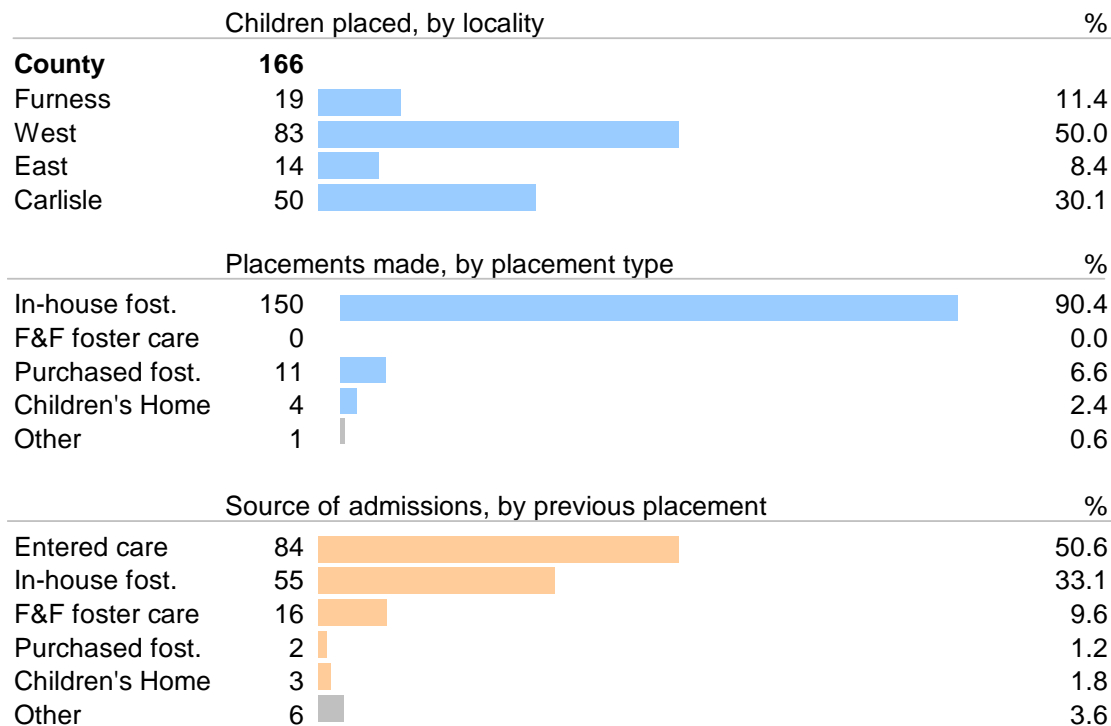 Children placed, by locality %
County 166
Furness 19 11.4
West 83 50.0
East 14 8.4
Carlisle 50 30.1
Placements made, by placement type %
In-house fost. 150 90.4
F&F foster care 0 0.0
Purchased fost. 11 6.6
Children's Home 4 2.4
Other 1 0.6
Source of admissions, by previous placement %
Entered care 84 50.6
In-house fost. 55 33.1
F&F foster care 16 9.6
Purchased fost. 2 1.2
Children's Home 3 1.8
Other 6 3.6